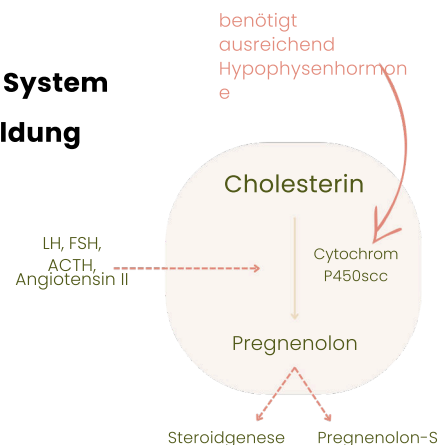 benötigt
ausreichend
Hypophysenhormon
e
System
ldung
Cholesterin
LH, FSH,
ACTH,
Angiotensin II
Cytochrom
P450scc
Pregnenolon
Steroidgenese
Pregnenolon-S